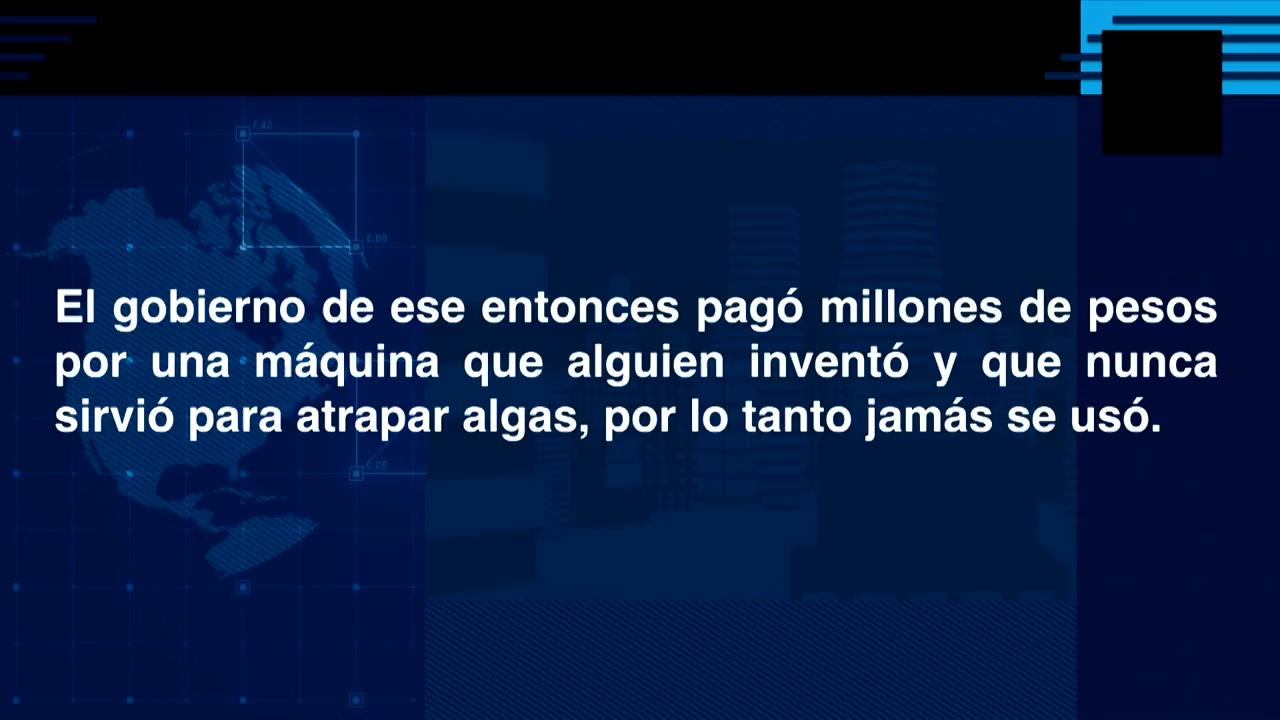 F.42
El gobierno de ese entonces pagó millones de pesos
por una máquina que alguien inventó y que nunca
sirvió para atrapar algas, por lo tanto jamás se usó.